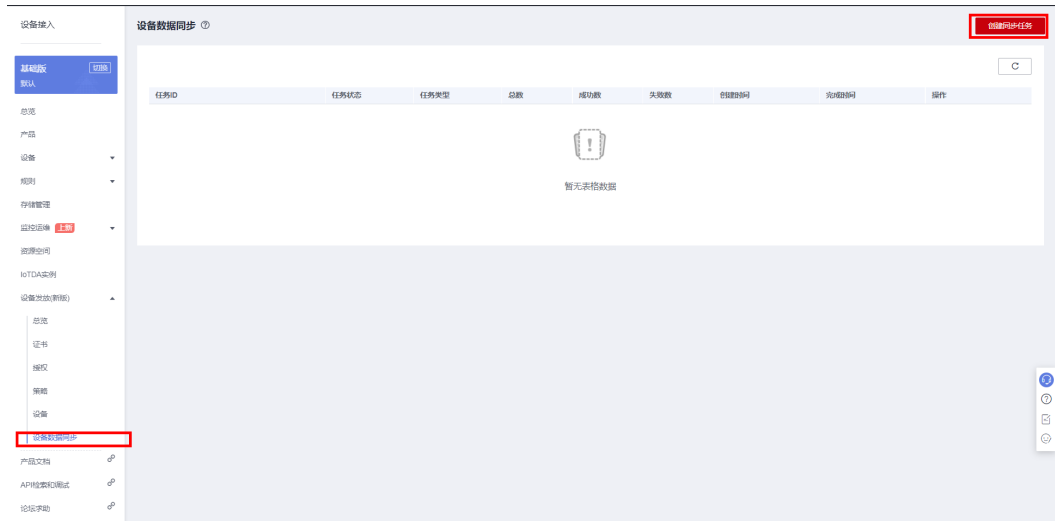 设备接入
基础版 切换
默认
总览
产品
设备
规则
存储管理
监控运维 上新
资源空间
IoTDA实例
设备发放(新版)
总览
证书
授权
策略
设备
设备数据同步
产品文档
API检索和调试
论坛求助
设备数据同步
创建同步任务
任务ID 任务状态 任务类型 总数 成功数 失败数 创建时间 完成时间 操作
暂无表格数据